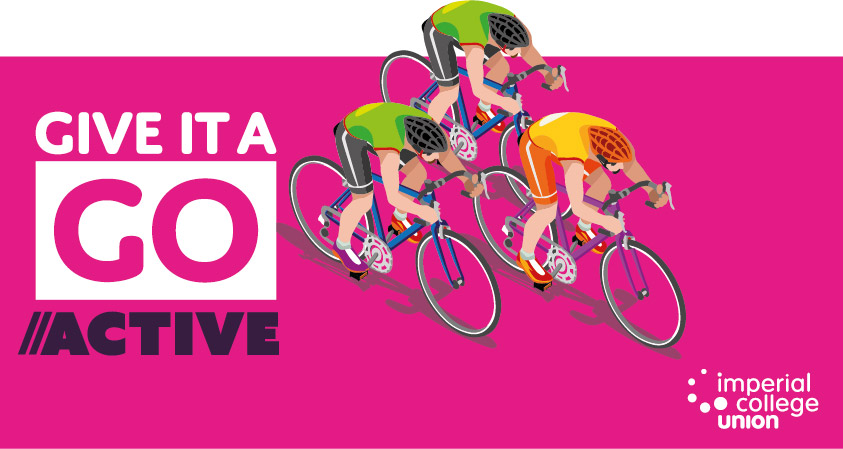 GIVE IT A
GO
///ACTIVE
imperial
college
union